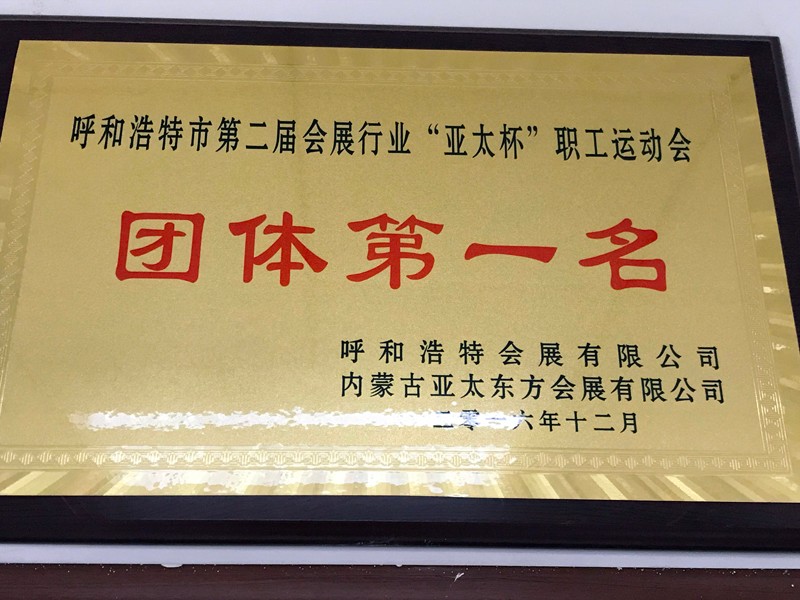 呼和浩特市第二届会展行业“亚太杯”职工运动会
团体第一名
呼和浩特会展有限公司
内蒙古亚太东方会展有限公司
二零一六年十二月